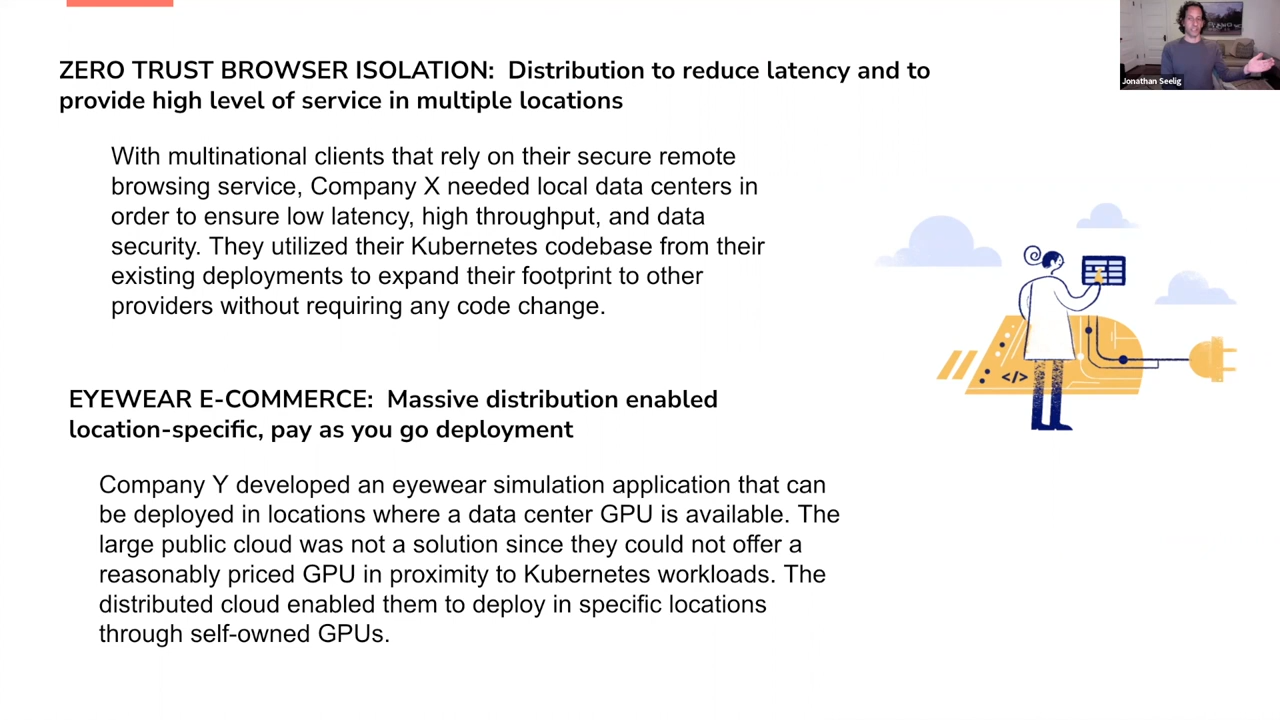 ZERO TRUST BROWSER ISOLATION:  Distribution to reduce latency and to
provide high level of service in multiple locations
With multinational clients that rely on their secure remote
browsing service, Company X needed local data centers in
order to ensure low latency, high throughput, and data
security. They utilized their Kubernetes codebase from their
existing deployments to expand their footprint to other
providers without requiring any code change.
EYEWEAR E-COMMERCE:  Massive distribution enabled
location-specific, pay as you go deployment
Company Y developed an eyewear simulation application that can
be deployed in locations where a data center GPU is available. The
large public cloud was not a solution since they could not offer a
reasonably priced GPU in proximity to Kubernetes workloads. The
distributed cloud enabled them to deploy in specific locations
through self-owned GPUs.
Jonathan Seelig
</>